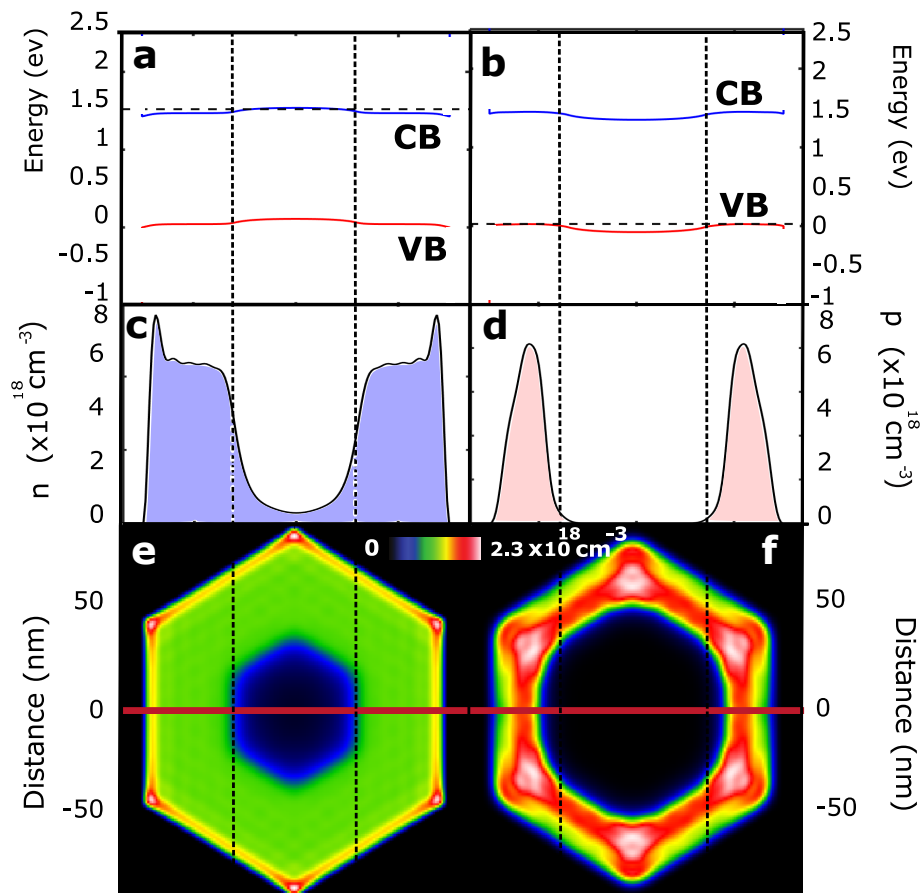 2.5
2
1.5
1
0.5
0
-0.5
-1
Energy (ev)
a
CB
VB
b
CB
VB
2.5
2
1.5
1
0.5
0
-0.5
-1
Energy (ev)
8
6
4
2
0
n (x10^18 cm^-3)
c
d
8
6
4
2
0
p (x10^18 cm^-3)
e
0 2.3 x10^18 cm^-3
f
50
0
-50
Distance (nm)
50
0
-50
Distance (nm)